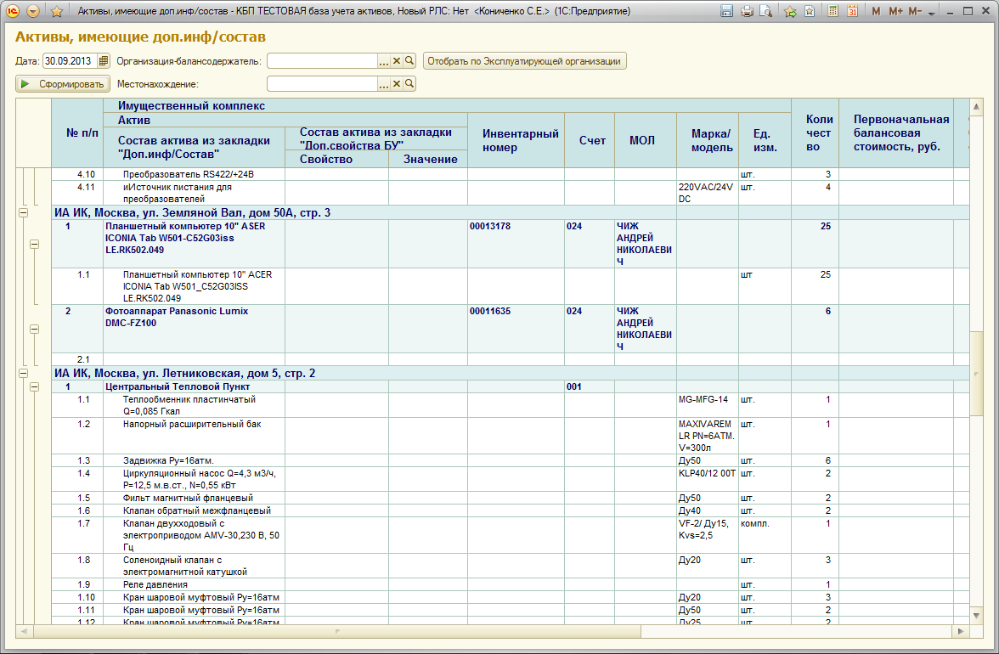 Активы, имеющие доп.инф/состав - КБП ТЕСТОВАЯ база учета активов, Новый РЛС: Нет <Кониченко С.Е.> (1С:Предприятие)
M M+ M-
Активы, имеющие доп.инф/состав
Дата: 30.09.2013 Организация-балансодержатель: ... Отобрать по Эксплуатирующей организации
Сформировать Местонахождение: ...
Имущественный комплекс
Актив
№ п/п
Состав актива из закладки
"Доп.инф/Состав"
Состав актива из закладки
"Доп.свойства БУ"
Свойство Значение
Инвентарный
номер
Счет
МОЛ
Марка/
модель
Ед.
изм.
Коли
чест
во
Первоначальная
балансовая
стоимость, руб.
4.10 Преобразователь RS422/+24В шт. 3
4.11 иИсточник пистания для 220VAC/24V шт. 4
преобразователей DC
ИА ИК, Москва, ул. Земляной Вал, дом 50А, стр. 3
1 Планшетный компьютер 10" ASER 00013178 024 ЧИЖ 25
ICONIA Tab W501-C52G03iss АНДРЕЙ
LE.RK502.049 НИКОЛАЕВИ
Ч
1.1 Планшетный компьютер 10" ACER шт 25
ICONIA Tab W501_C52G03ISS
LE.RK502.049
2 Фотоаппарат Panasonic Lumix 00011635 024 ЧИЖ 6
DMC-FZ100 АНДРЕЙ
НИКОЛАЕВИ
Ч
2.1
ИА ИК, Москва, ул. Летниковская, дом 5, стр. 2
1 Центральный Тепловой Пункт 001
1.1 Теплообменник пластинчатый MG-MFG-14 шт. 1
Q=0,085 Гкал
1.2 Напорный расширительный бак MAXIVAREM шт. 1
LR PN=6ATM.
V=300л
1.3 Задвижка Ру=16атм. Ду50 шт. 6
1.4 Циркуляционный насос Q=4,3 м3/ч, KLP40/12 00T шт. 2
P=12,5 м.в.ст., N=0,55 кВт
1.5 Фильт магнитный фланцевый Ду50 шт. 2
1.6 Клапан обратный межфланцевый Ду40 шт. 2
1.7 Клапан двухходовый с VF-2/ Ду15, компл. 1
электроприводом AMV-30,230 В, 50 Kvs=2,5
Гц
1.8 Соленоидный клапан с Ду20 шт. 3
электромагнитной катушкой
1.9 Реле давления шт. 1
1.10 Кран шаровой муфтовый Ру=16атм Ду20 шт. 3
1.11 Кран шаровой муфтовый Ру=16атм Ду50 шт. 2
1.12 Кран шаровой муфтовый Ру=16атм Ду25 шт. 2